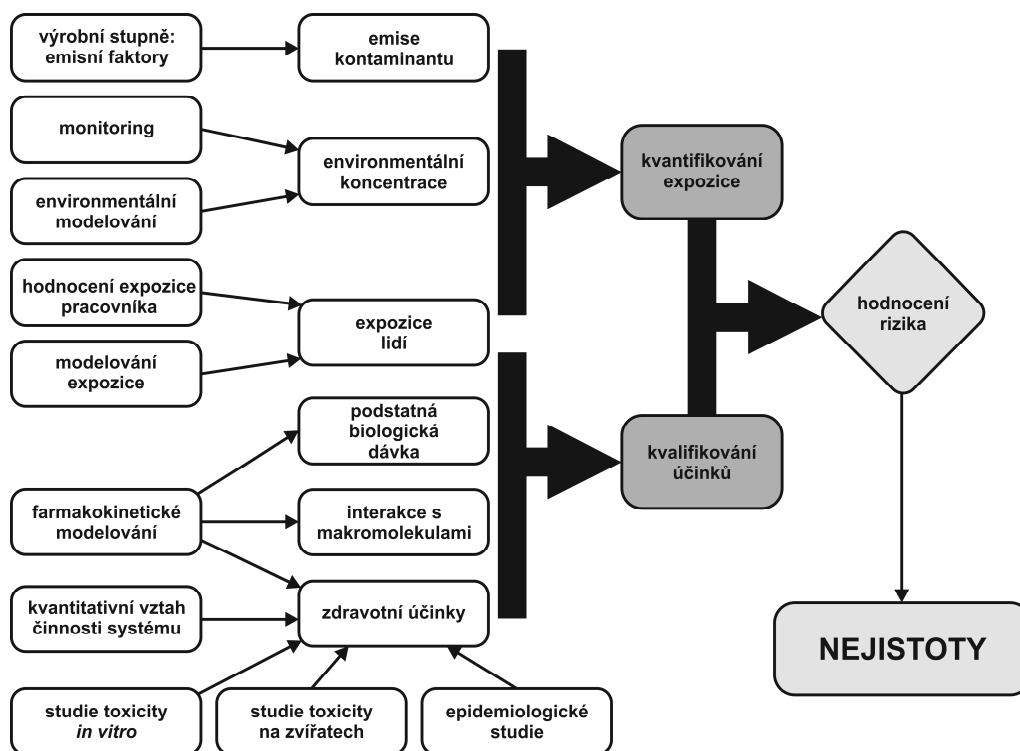 výrobní stupně:
emisní faktory
emise
kontaminantu
monitoring
environmentální
koncentrace
environmentální
modelování
kvantifikování
expozice
hodnocení expozice
pracovníka
expozice
lidí
modelování
expozice
hodnocení
rizika
podstatná
biologická
dávka
kvalifikování
účinků
farmakokinetické
modelování
interakce s
makromolekulami
kvantitativní vztah
činnosti systému
zdravotní účinky
NEJISTOTY
studie toxicity
in vitro
studie toxicity
na zvířatech
epidemiologické
studie